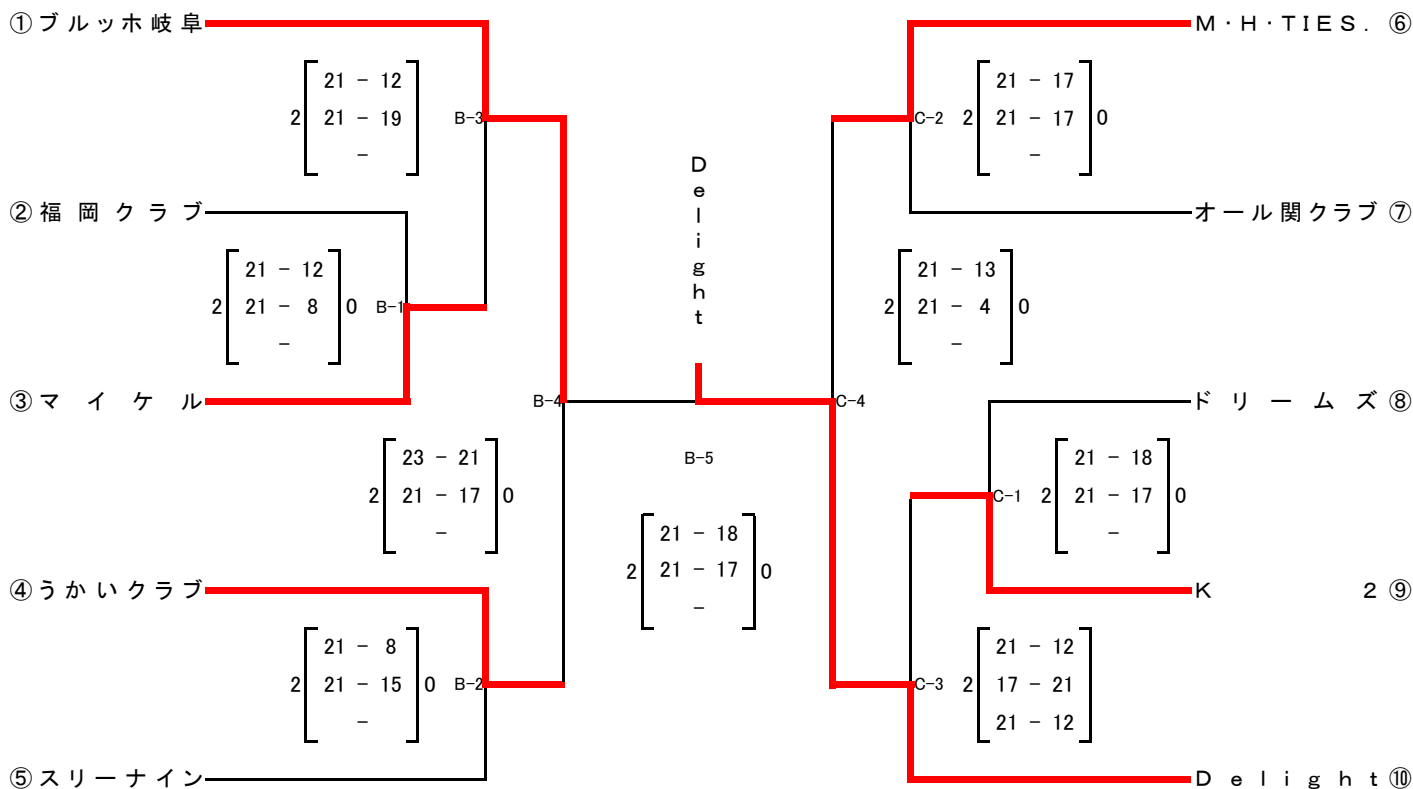 ①ブルッホ岐阜
M・H・TIES. ⑥
21 - 12
2 21 - 19 B-3
-
C-2 2 21 - 17
21 - 17 0
-
Delight
②福岡クラブ
オール関クラブ⑦
21 - 12
2 21 - 8 0 B-1
-
21 - 13
2 21 - 4 0
-
③マイケル
B-4
C-4
ドリームズ⑧
23 - 21
2 21 - 17 0
-
B-5
21 - 18
C-1 2 21 - 17 0
-
21 - 18
2 21 - 17 0
-
④うかいクラブ
K2⑨
21 - 8
2 21 - 15 0 B-2
-
21 - 12
C-3 2 17 - 21
21 - 12
⑤スリーナイン
Delight⑩